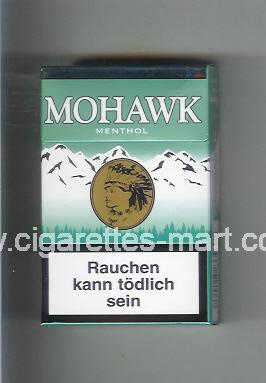 MOHAWK
MENTHOL
www.cigarettes-mart.com
Rauchen
kann tödlich
sein